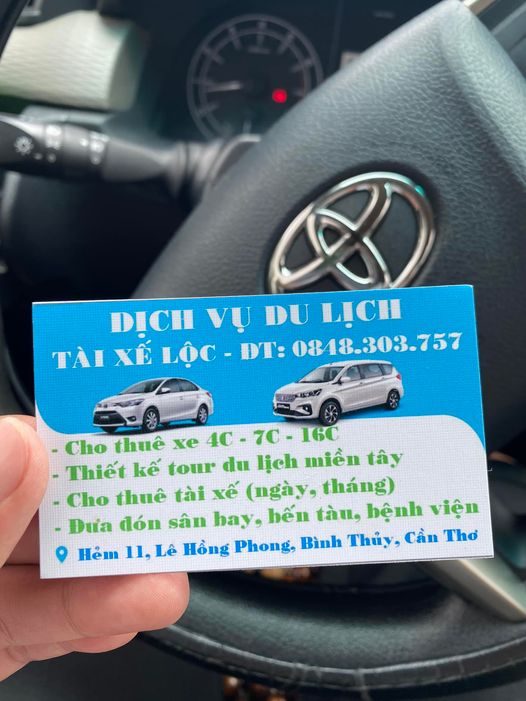 DỊCH VỤ DU LỊCH
TÀI XẾ LỘC - ĐT: 0848.303.757
- Cho thuê xe 4C - 7C - 16C
- Thiết kế tour du lịch miền tây
- Cho thuê tài xế (ngày, tháng)
- Đưa đón sân bay, bến tàu, bệnh viện
Hẻm 11, Lê Hồng Phong, Bình Thủy, Cần Thơ